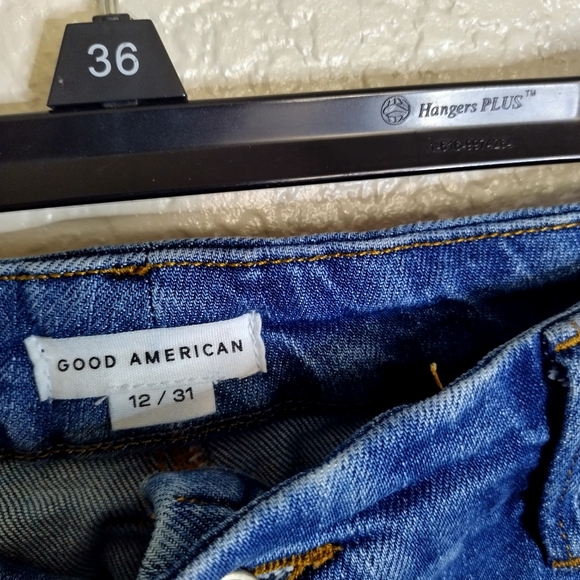 36
Hangers PLUS™
GOOD AMERICAN
12 / 31